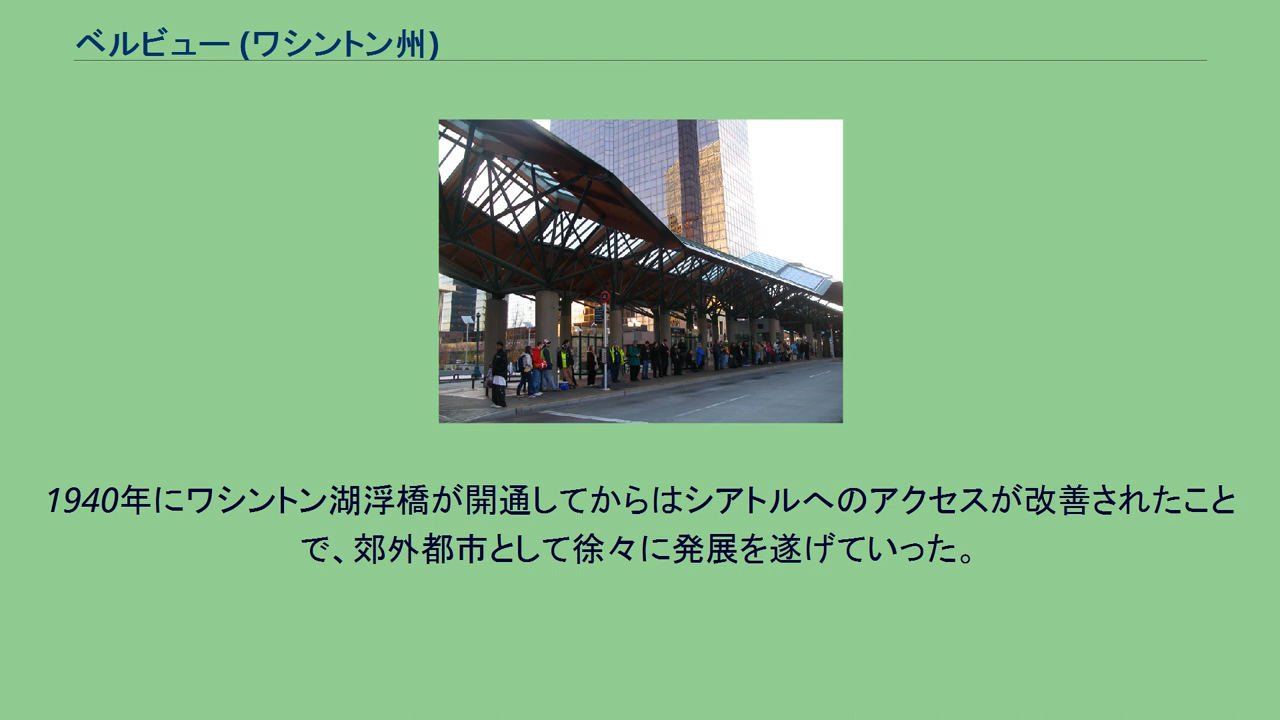 ベルビュー (ワシントン州)
1940年にワシントン湖浮橋が開通してからはシアトルへのアクセスが改善されたこと
で、郊外都市として徐々に発展を遂げていった。